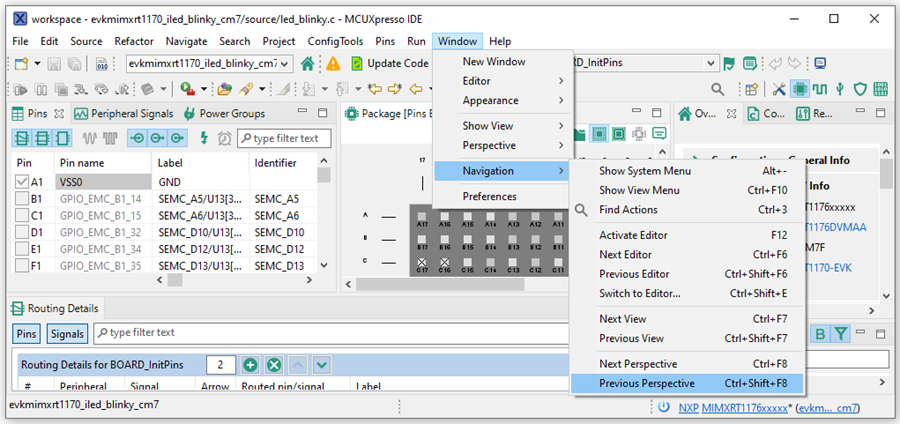 workspace - evkmimxrt1170_iled_blinky_cm7/source/led_blinky.c - MCUXpresso IDE
File Edit Source Refactor Navigate Search Project ConfigTools Pins Run Window Help
evkmimxrt1170_iled_blinky_cm7 Update Code RD_InitPins
Pins Peripheral Signals Power Groups
type filter text
Pin Pin name Label Identifier
A1 VSS0 GND
B1 GPIO_EMC_B1_14 SEMC_A5/U13[3... SEMC_A5
C1 GPIO_EMC_B1_15 SEMC_A6/U13[... SEMC_A6
D1 GPIO_EMC_B1_32 SEMC_D10/U13[... SEMC_D10
E1 GPIO_EMC_B1_34 SEMC_D12/U13[... SEMC_D12
F1 GPIO_EMC_B1_35 SEMC_D13/U13[... SEMC_D13
Package [Pins B
17
A
A17 A16 A15 A14 A13 A12 A11
B
B17 B16 B15 B14 B13 B12 B11
C
C17 C16 C15 C14 C13 C12 C11
New Window
Editor
Appearance
Show View
Perspective
Navigation
Preferences
Show System Menu Alt+-
Show View Menu Ctrl+F10
Find Actions Ctrl+3
Activate Editor F12
Next Editor Ctrl+F6
Previous Editor Ctrl+Shift+F6
Switch to Editor... Ctrl+Shift+E
Next View Ctrl+F7
Previous View Ctrl+Shift+F7
Next Perspective Ctrl+F8
Previous Perspective Ctrl+Shift+F8
Ov... Co... Re...
General Info
Info
T1176xxxxx
T1176DVMAA
M7F
T1170-EVK
Routing Details
Pins Signals type filter text
B
Routing Details for BOARD_InitPins 2
# Peripheral Signal Arrow Routed pin/signal Label
evkmimxrt1170_iled_blinky_cm7
NXP MIMXRT1176xxxxx* (evkm..._cm7)